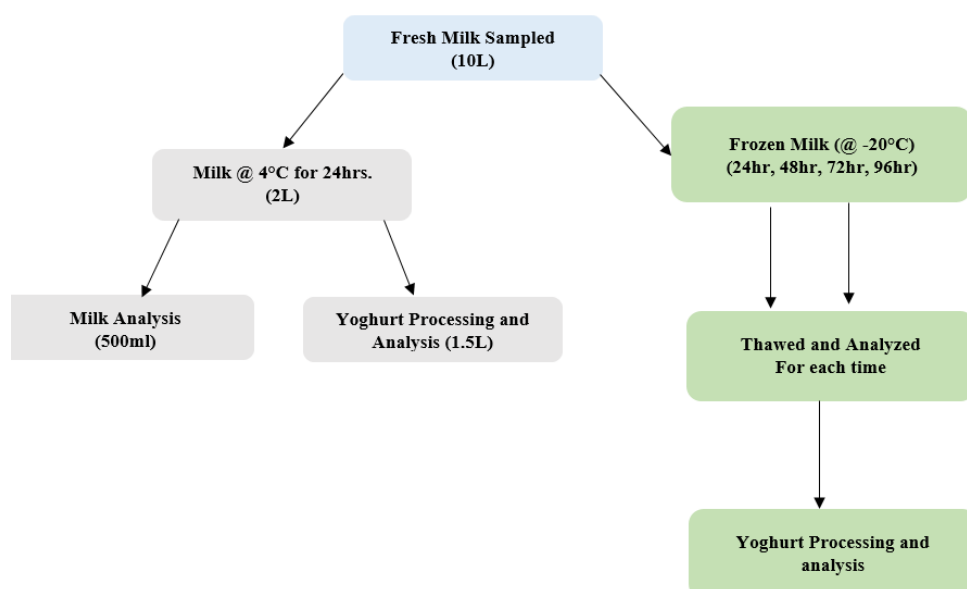 Fresh Milk Sampled
(10L)
Milk @ 4°C for 24hrs.
(2L)
Frozen Milk (@ -20°C)
(24hr, 48hr, 72hr, 96hr)
Milk Analysis
(500ml)
Yoghurt Processing and
Analysis (1.5L)
Thawed and Analyzed
For each time
Yoghurt Processing and
analysis